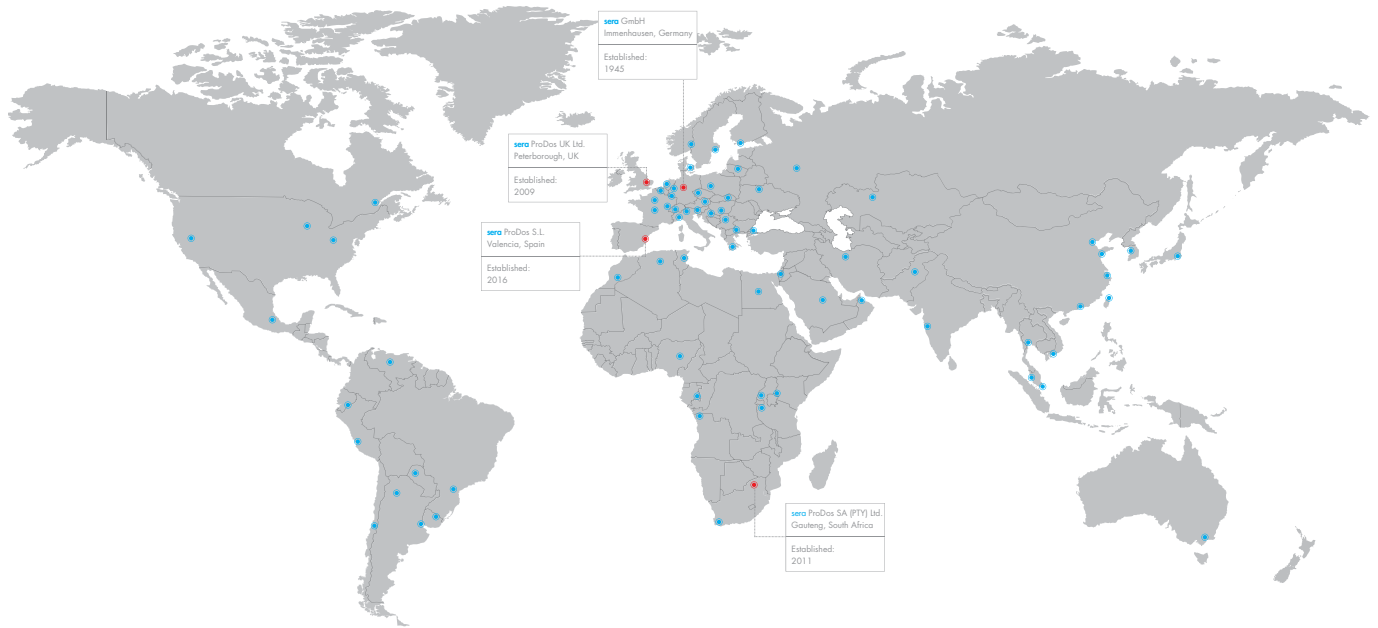 sera GmbH
Immenhausen, Germany
Established:
1945
sera ProDos UK Ltd.
Peterborough, UK
Established:
2009
sera ProDos S.L
Valencia, Spain
Established:
2016
sera ProDos SA (PTY) Ltd.
Gauteng, South Africa
Established:
2011